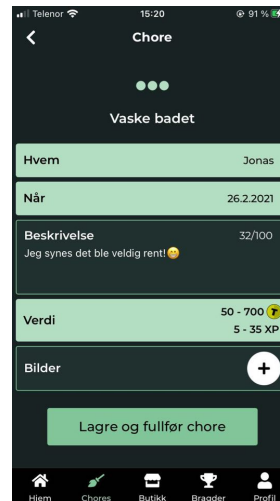 Telenor 15:20 91 %
Chore
Vaske badet
Hvem Jonas
Når 26.2.2021
Beskrivelse 32/100
Jeg synes det ble veldig rent!😁
Verdi 50 - 700 T
5 - 35 XP
Bilder +
Lagre og fullfør chore
Hjem Chores Butikk Bragder Profil